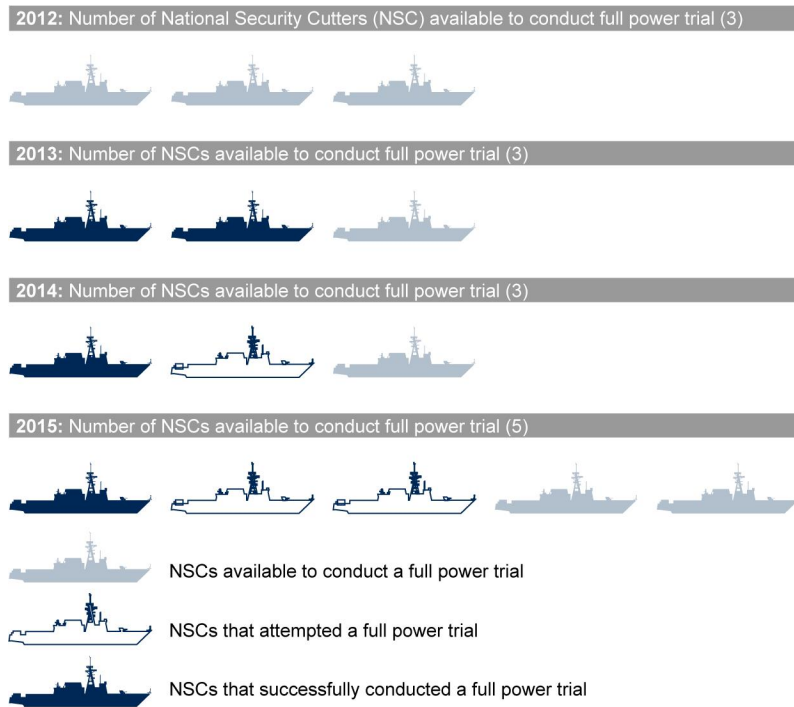 2012: Number of National Security Cutters (NSC) available to conduct full power trial (3)
2013: Number of NSCs available to conduct full power trial (3)
2014: Number of NSCs available to conduct full power trial (3)
2015: Number of NSCs available to conduct full power trial (5)
NSCs available to conduct a full power trial
NSCs that attempted a full power trial
NSCs that successfully conducted a full power trial